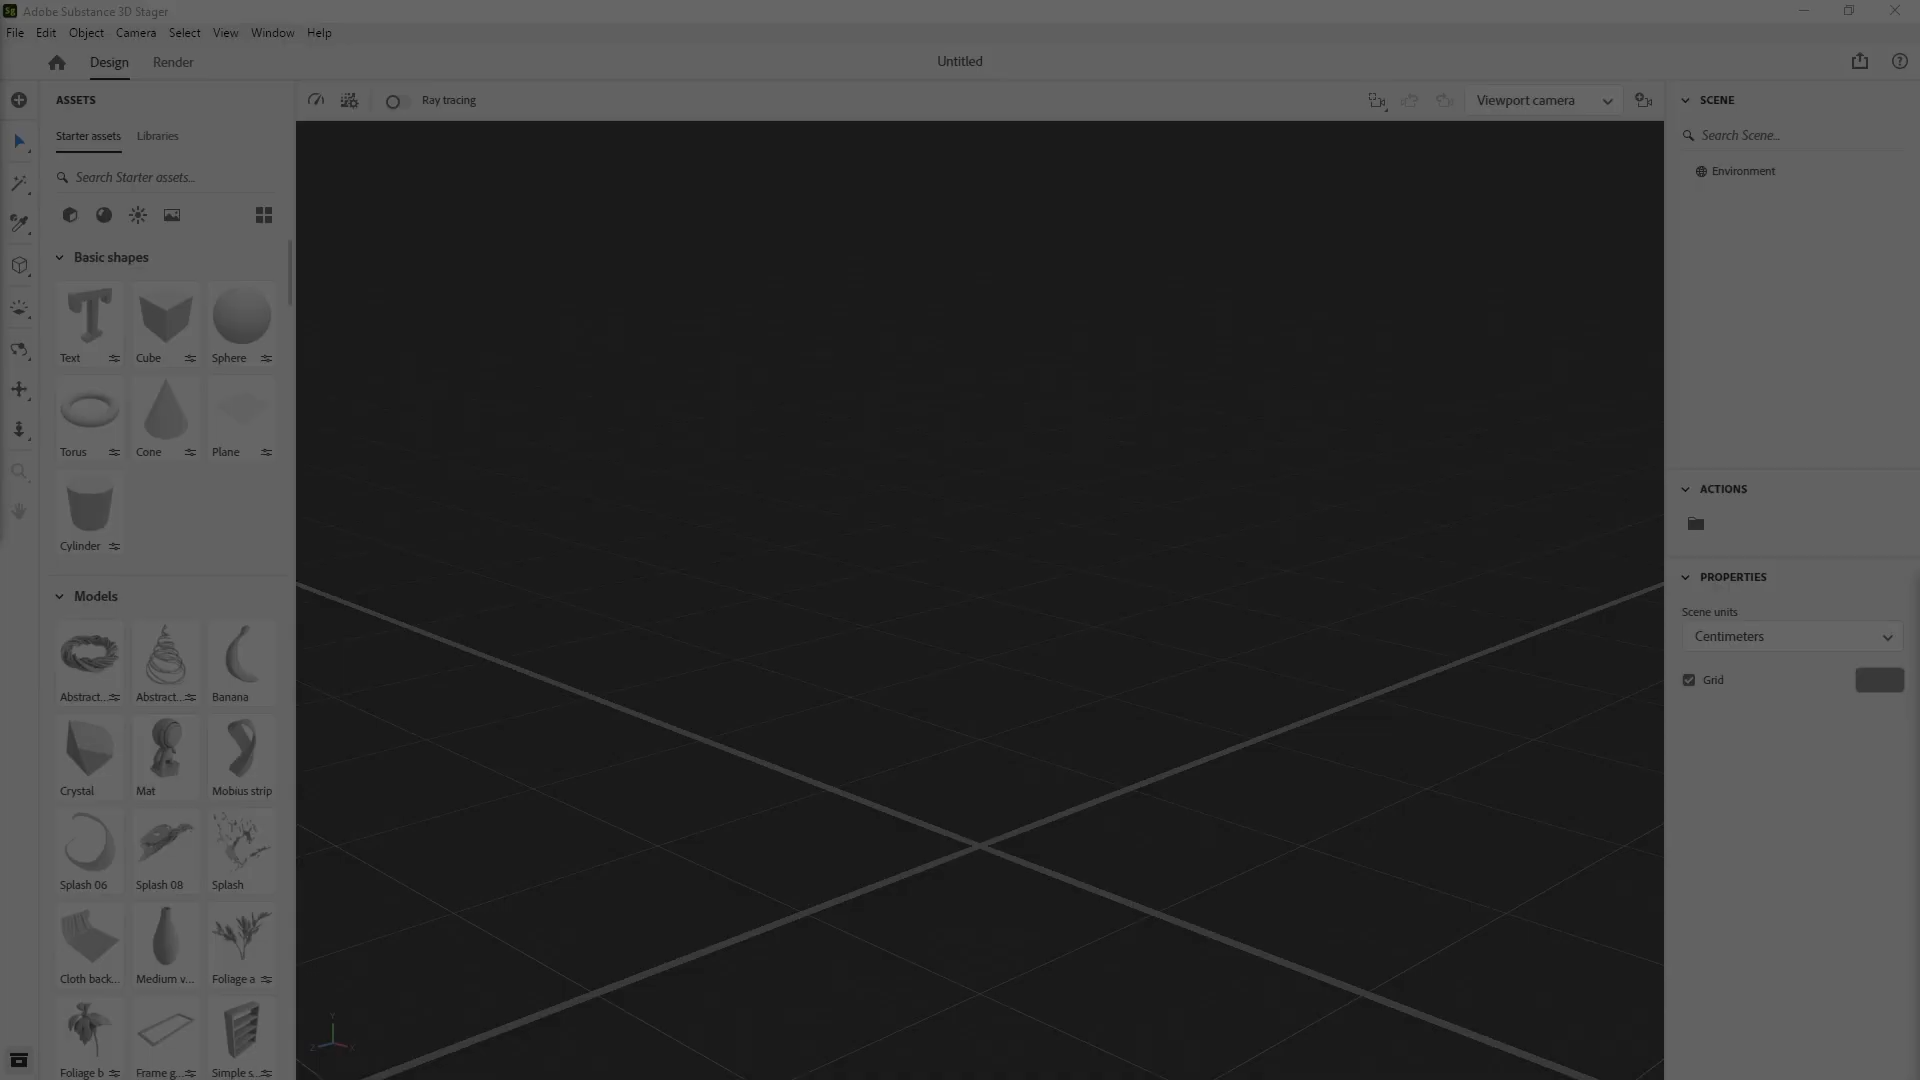 Sg Adobe Substance 3D Stager
File Edit Object Camera Select View Window Help
Design Render Untitled
ASSETS
Starter assets Libraries
Search Starter assets...
Basic shapes
Text Cube Sphere
Torus Cone Plane
Cylinder
Models
Abstract... Abstract... Banana
Crystal Mat Mobius strip
Splash 06 Splash 08 Splash
Cloth back... Medium v... Foliage a
Foliage b Frame g... Simple s...
Ray tracing
Viewport camera
Y
Z X
SCENE
Search Scene...
Environment
ACTIONS
PROPERTIES
Scene units
Centimeters
Grid